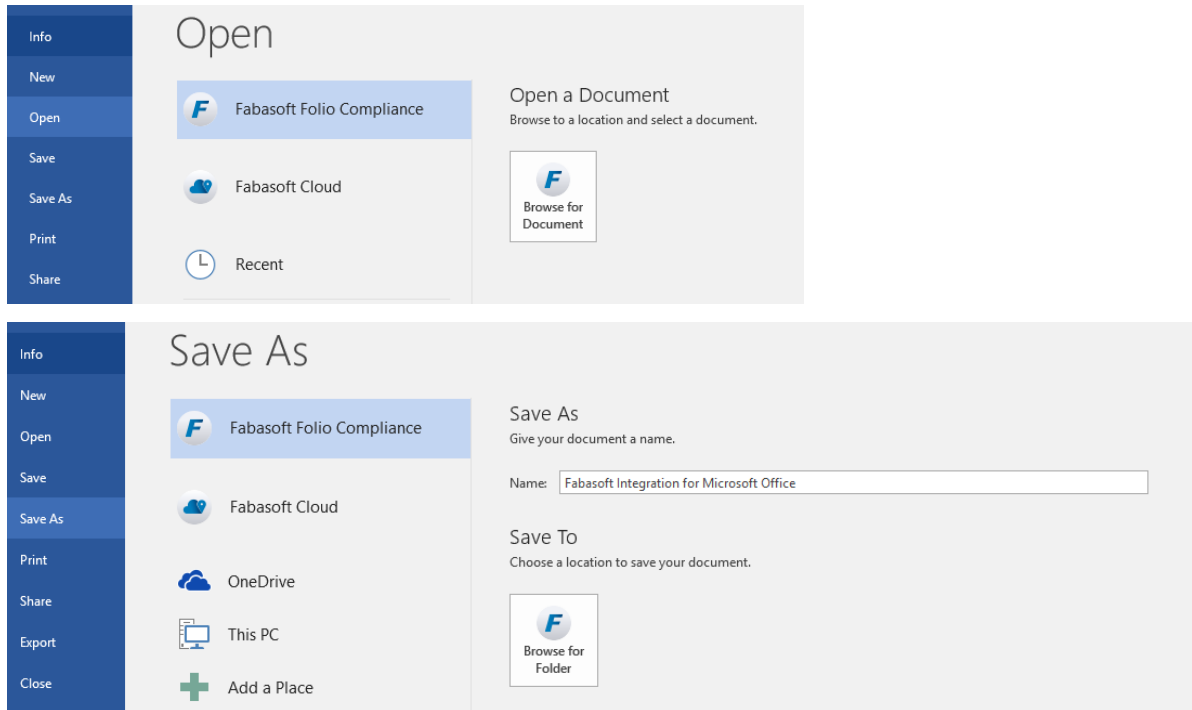 Info
New
Open
Save
Save As
Print
Share
Open
Fabasoft Folio Compliance
Fabasoft Cloud
Recent
Open a Document
Browse to a location and select a document.
Browse for
Document
Info
New
Open
Save
Save As
Print
Share
Export
Close
Save As
Fabasoft Folio Compliance
Fabasoft Cloud
OneDrive
This PC
Add a Place
Save As
Give your document a name.
Name: Fabasoft Integration for Microsoft Office
Save To
Choose a location to save your document.
Browse for
Folder